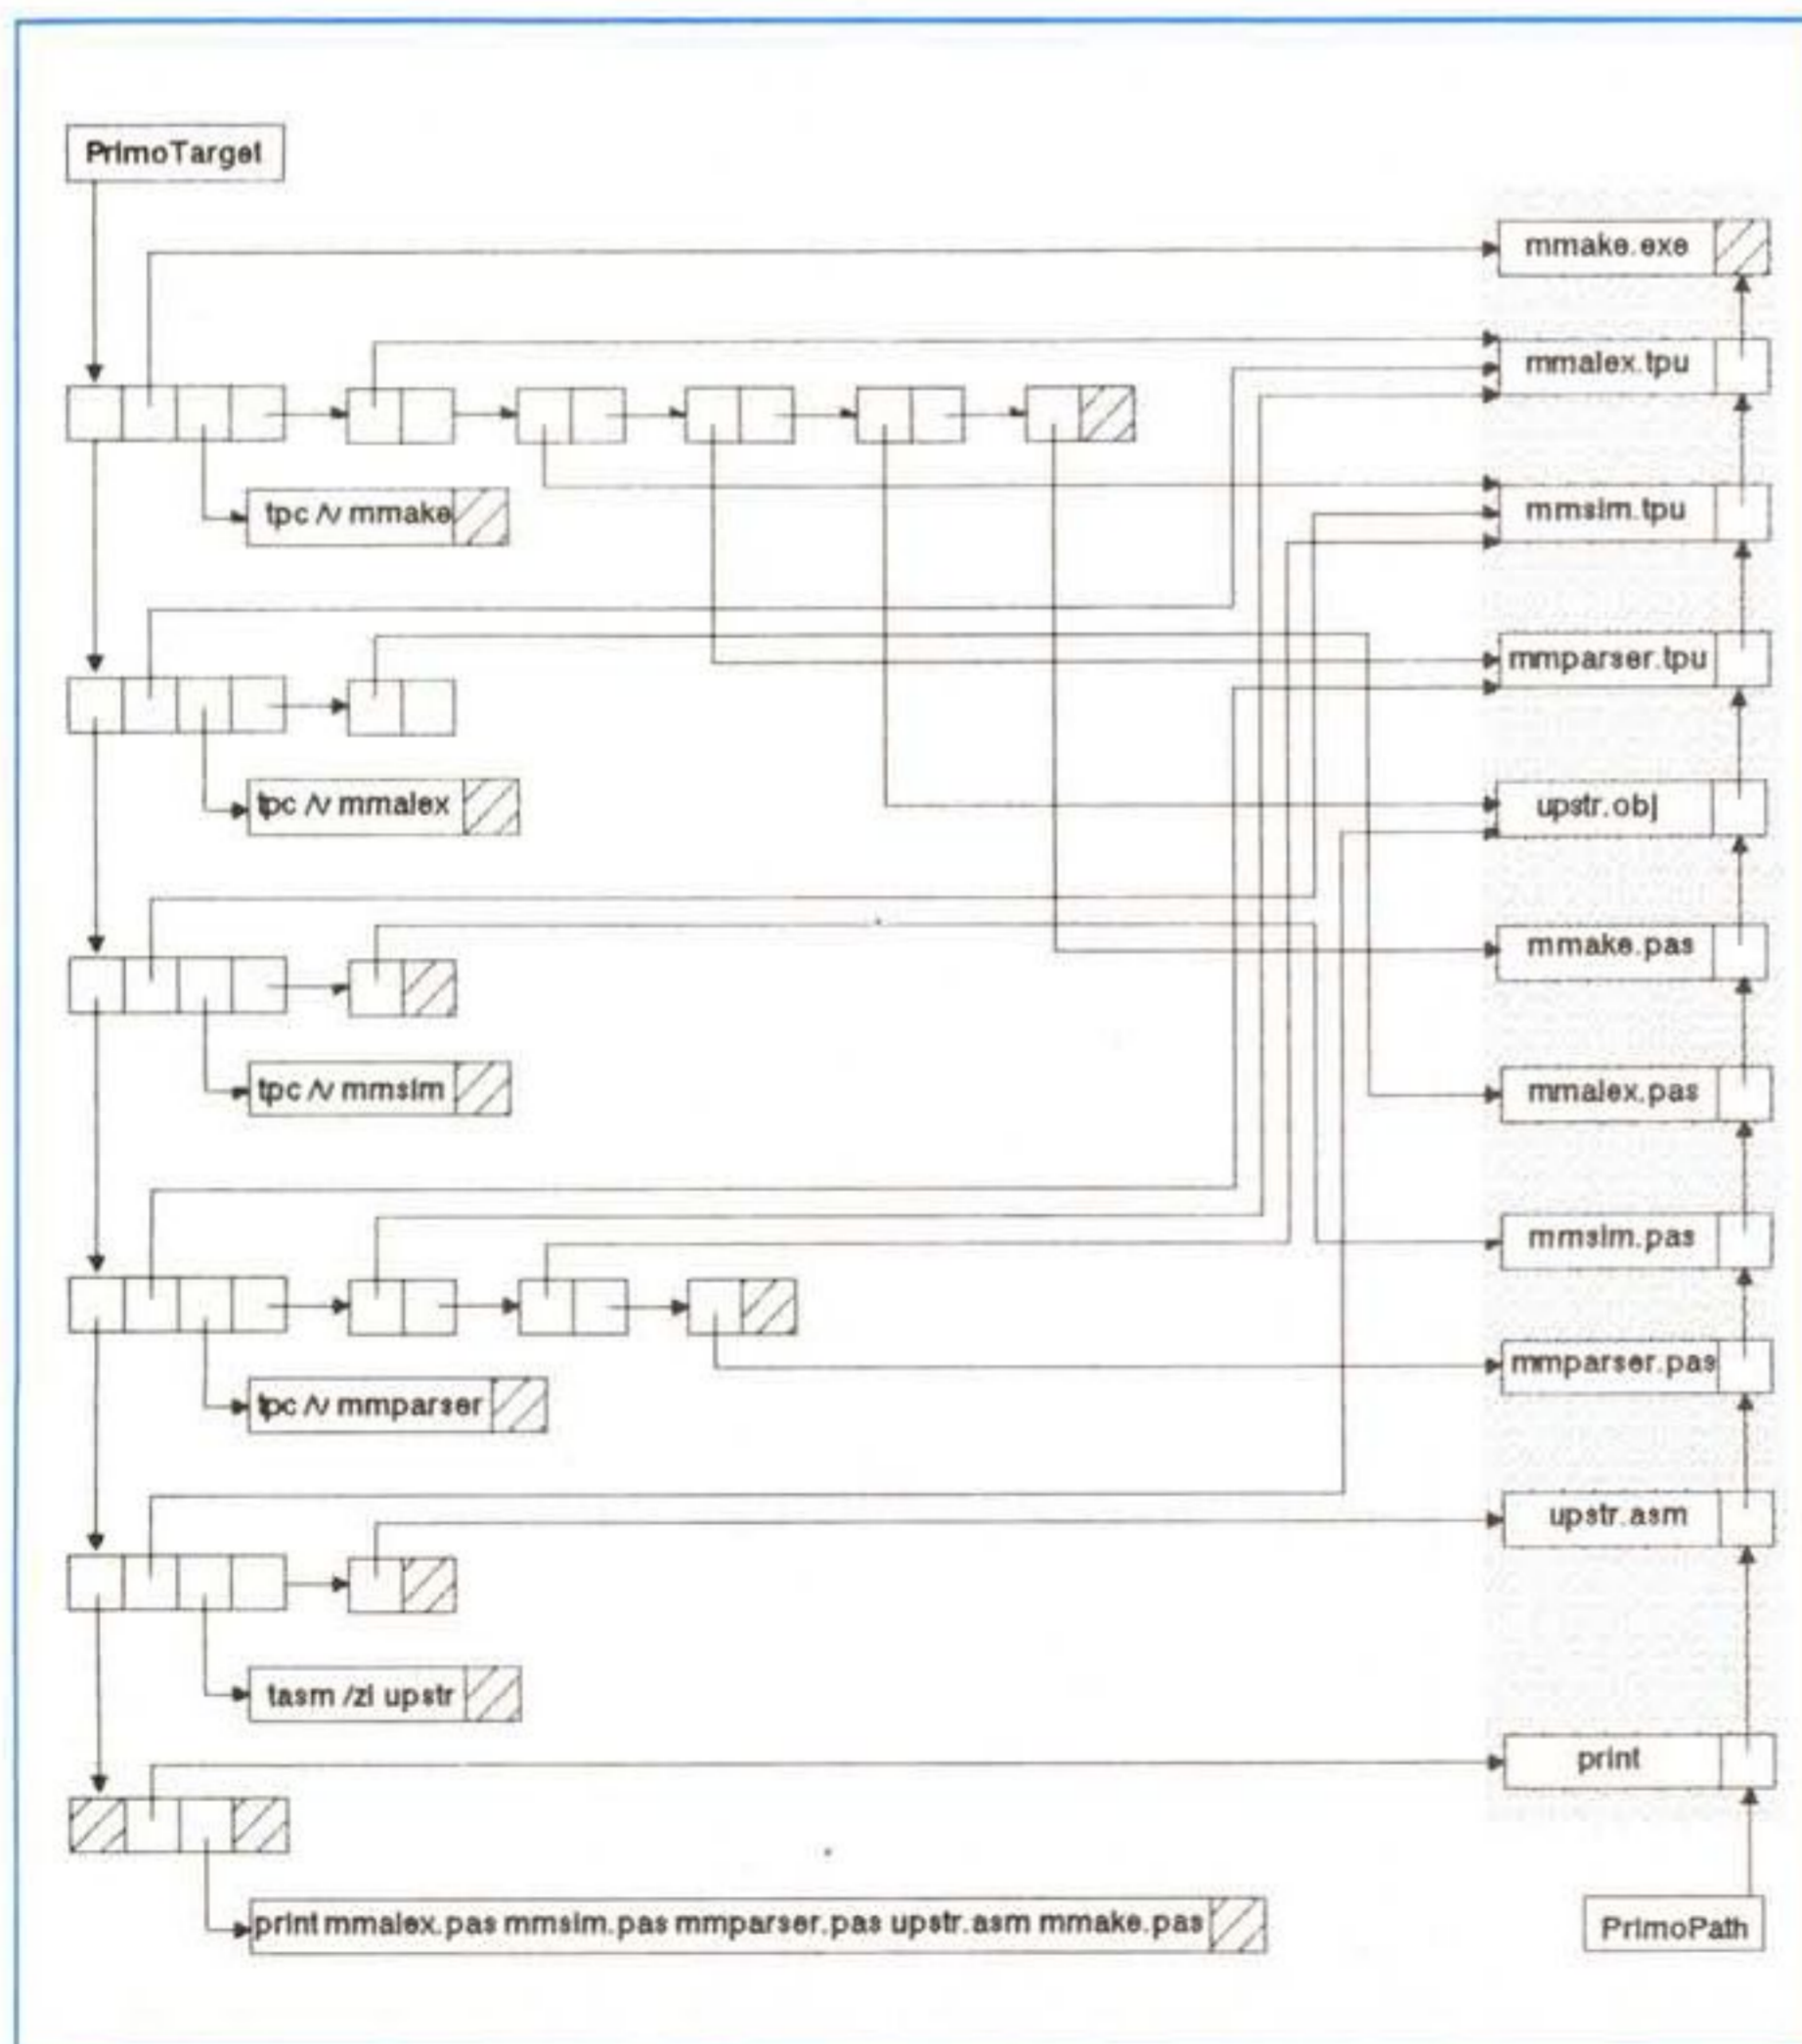 PrimoTarget
mmake.exe
mmalex.tpu
mmsim.tpu
tpc /v mmake
mmparser.tpu
tpc /v mmalex
upstr.obj
mmake.pas
tpc /v mmsim
mmalex.pas
mmsim.pas
mmparser.pas
tpc /v mmparser
upstr.asm
tasm /zi upstr
print
print mmalex.pas mmsim.pas mmparser.pas upstr.asm mmake.pas
PrimoPath